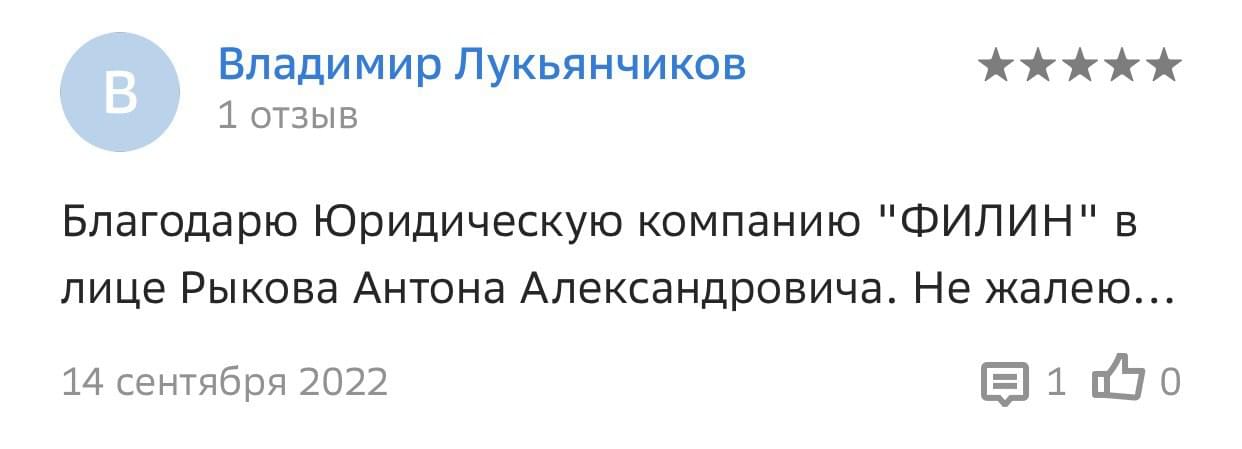 В
Владимир Лукьянчиков
1 отзыв
Благодарю Юридическую компанию "ФИЛИН" в
лице Рыкова Антона Александровича. Не жалею...
14 сентября 2022
1 0